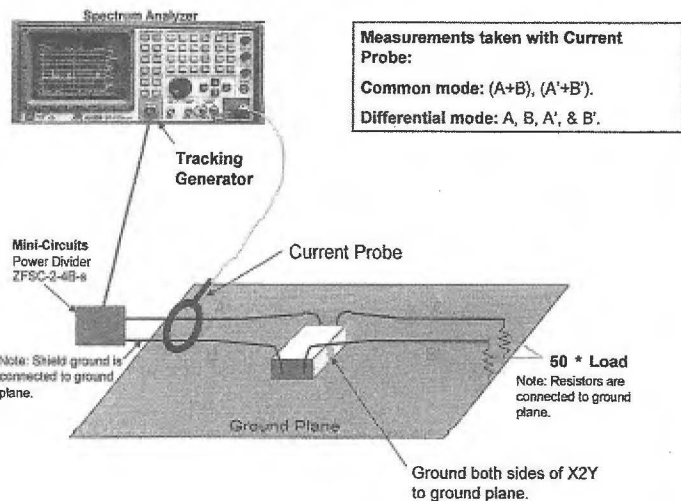 Spectrum Analyzer
Measurements taken with Current
Probe:
Common mode: (A+B), (A'+B').
Differential mode: A, B, A', & B'.
Tracking
Generator
Mini-Circuits
Power Divider
ZFSC-2-4B-s
Current Probe
Note: Shield ground is
connected to ground
plane.
50 * Load
Note: Resistors are
connected to ground
plane.
Ground Plane
Ground both sides of X2Y
to ground plane.